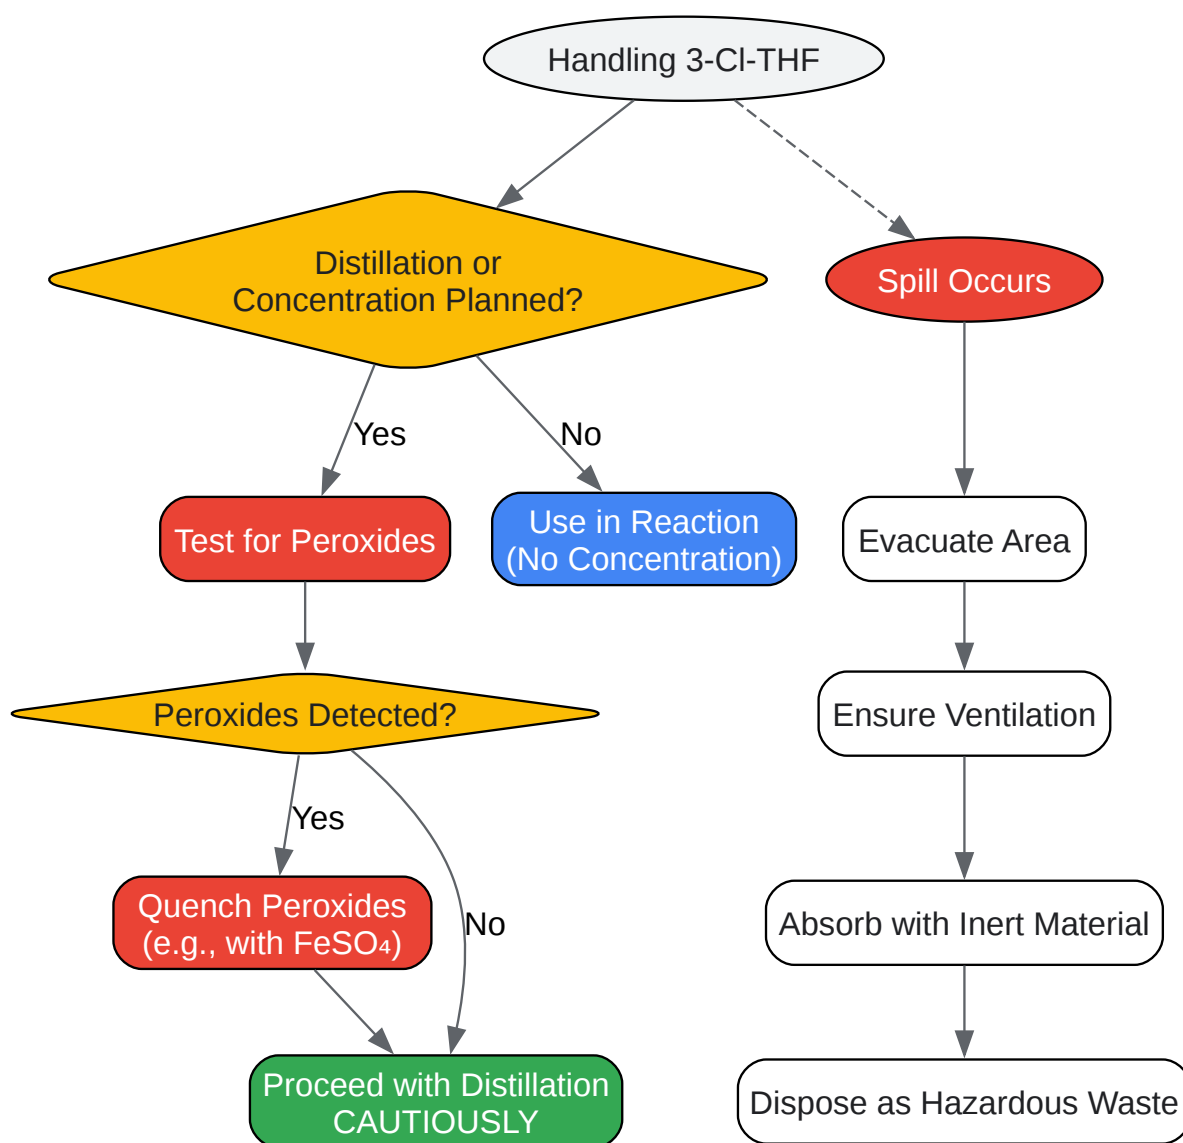 Handling 3-Cl-THF
Distillation or
Concentration Planned?
Spill Occurs
Yes
No
Test for Peroxides
Use in Reaction
(No Concentration)
Evacuate Area
Peroxides Detected?
Ensure Ventilation
Yes
Quench Peroxides
(e.g., with FeSO₄)
No
Absorb with Inert Material
Proceed with Distillation
CAUTIOUSLY
Dispose as Hazardous Waste